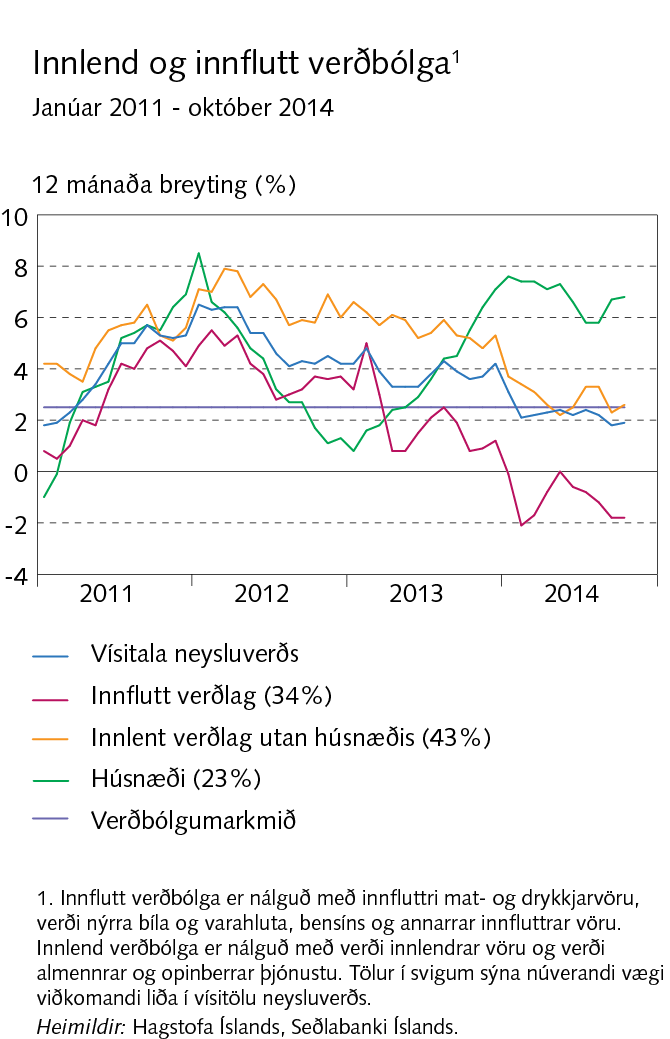 Innlend og innflutt verðbólga¹
Janúar 2011 - október 2014
12 mánaða breyting (%)
10
8
6
4
2
0
-2
-4
2011 2012 2013 2014
Vísitala neysluverðs
Innflutt verðlag (34%)
Innlent verðlag utan húsnæðis (43%)
Húsnæði (23%)
Verðbólgumarkmið
1. Innflutt verðbólga er nálguð með innfluttri mat- og drykkjarvöru,
verði nýrra bíla og varahluta, bensíns og annarrar innfluttrar vöru.
Innlend verðbólga er nálguð með verði innlendrar vöru og verði
almennrar og opinberrar þjónustu. Tölur í svigum sýna núverandi vægi
viðkomandi liða í vísitölu neysluverðs.
Heimildir: Hagstofa Íslands, Seðlabanki Íslands.